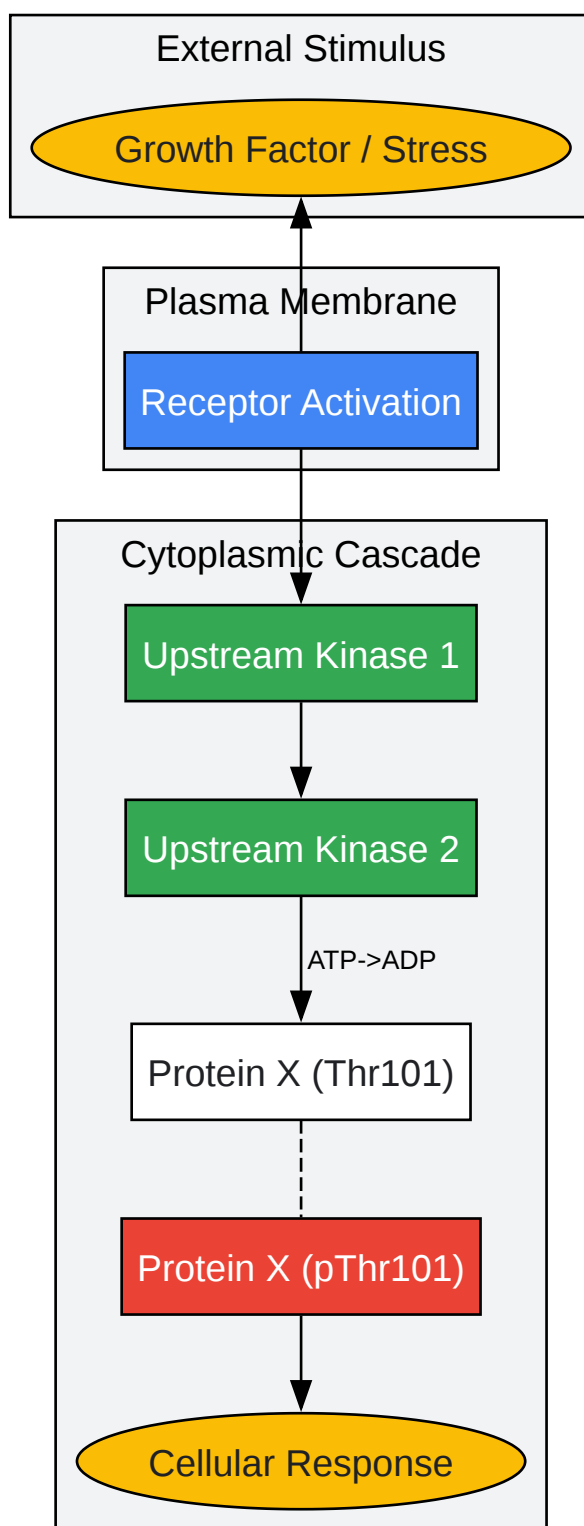 External Stimulus
Growth Factor / Stress
Plasma Membrane
Receptor Activation
Cytoplasmic Cascade
Upstream Kinase 1
Upstream Kinase 2
ATP->ADP
Protein X (Thr101)
Protein X (pThr101)
Cellular Response